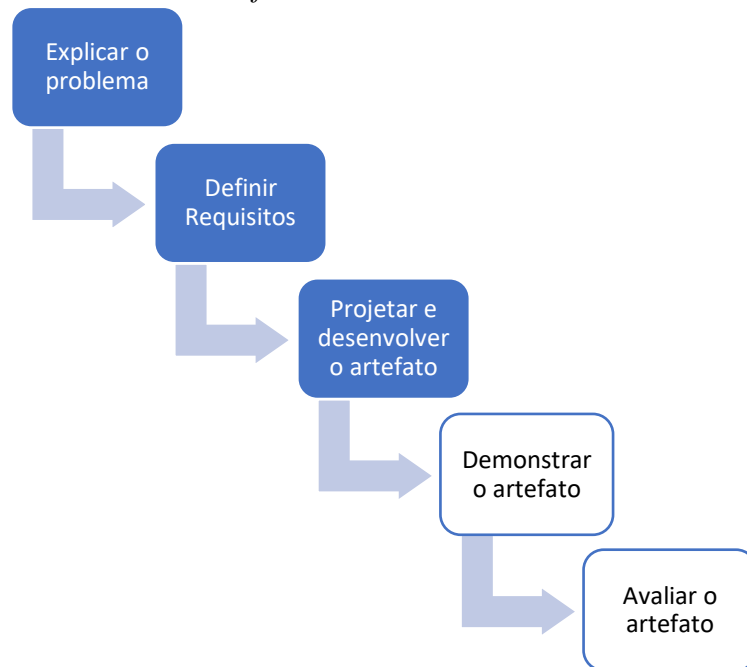 Explicar o
problema
Definir
Requisitos
Projetar e
desenvolver
o artefato
Demonstrar
o artefato
Avaliar o
artefato